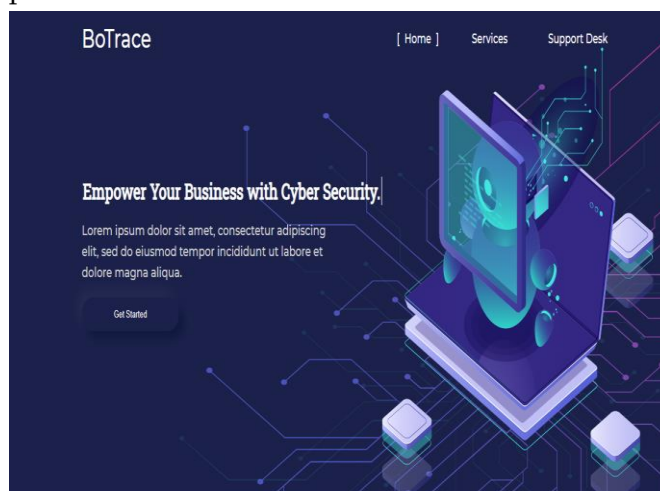 BoTrace
[ Home ] Services Support Desk
Empower Your Business with Cyber Security.
Lorem ipsum dolor sit amet, consectetur adipiscing
elit, sed do eiusmod tempor incididunt ut labore et
dolore magna aliqua.
Get Started